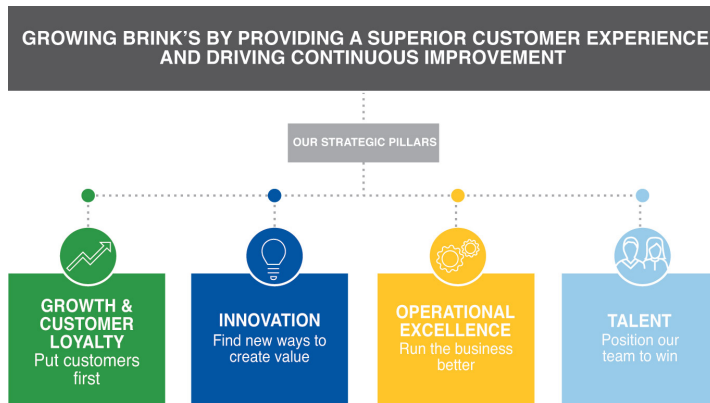 GROWING BRINK'S BY PROVIDING A SUPERIOR CUSTOMER EXPERIENCE
AND DRIVING CONTINUOUS IMPROVEMENT
OUR STRATEGIC PILLARS
GROWTH &
CUSTOMER
LOYALTY
Put customers
first
INNOVATION
Find new ways to
create value
OPERATIONAL
EXCELLENCE
Run the business
better
TALENT
Position our
team to win